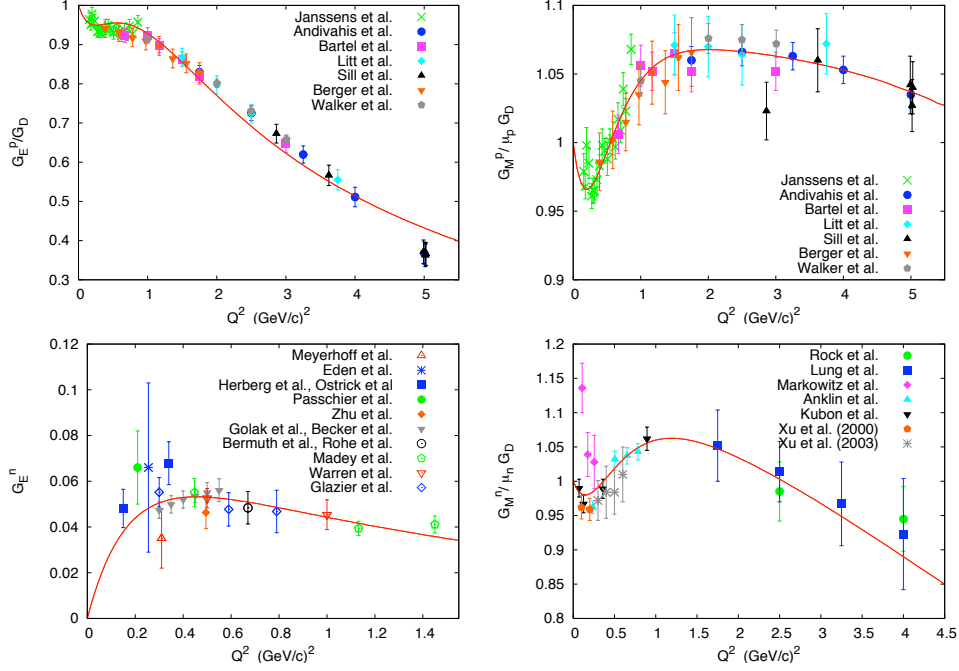 1
0.9
0.8
0.7
0.6
0.5
0.4
0.3
0 1 2 3 4 5
G_E^p/G_D
Q^2 (GeV/c)^2
Janssens et al.
Andivahis et al.
Bartel et al.
Litt et al.
Sill et al.
Berger et al.
Walker et al.
1.1
1.05
1
0.95
0.9
0 1 2 3 4 5
G_M^p/ μ_p G_D
Q^2 (GeV/c)^2
Janssens et al.
Andivahis et al.
Bartel et al.
Litt et al.
Sill et al.
Berger et al.
Walker et al.
0.12
0.1
0.08
0.06
0.04
0.02
0
0 0.2 0.4 0.6 0.8 1 1.2 1.4
G_E^n
Q^2 (GeV/c)^2
Meyerhoff et al.
Eden et al.
Herberg et al., Ostrick et al
Passchier et al.
Zhu et al.
Golak et al., Becker et al.
Bermuth et al., Rohe et al.
Madey et al.
Warren et al.
Glazier et al.
1.2
1.15
1.1
1.05
1
0.95
0.9
0.85
0.8
0 0.5 1 1.5 2 2.5 3 3.5 4 4.5
G_M^n/ μ_n G_D
Q^2 (GeV/c)^2
Rock et al.
Lung et al.
Markowitz et al.
Anklin et al.
Kubon et al.
Xu et al. (2000)
Xu et al. (2003)